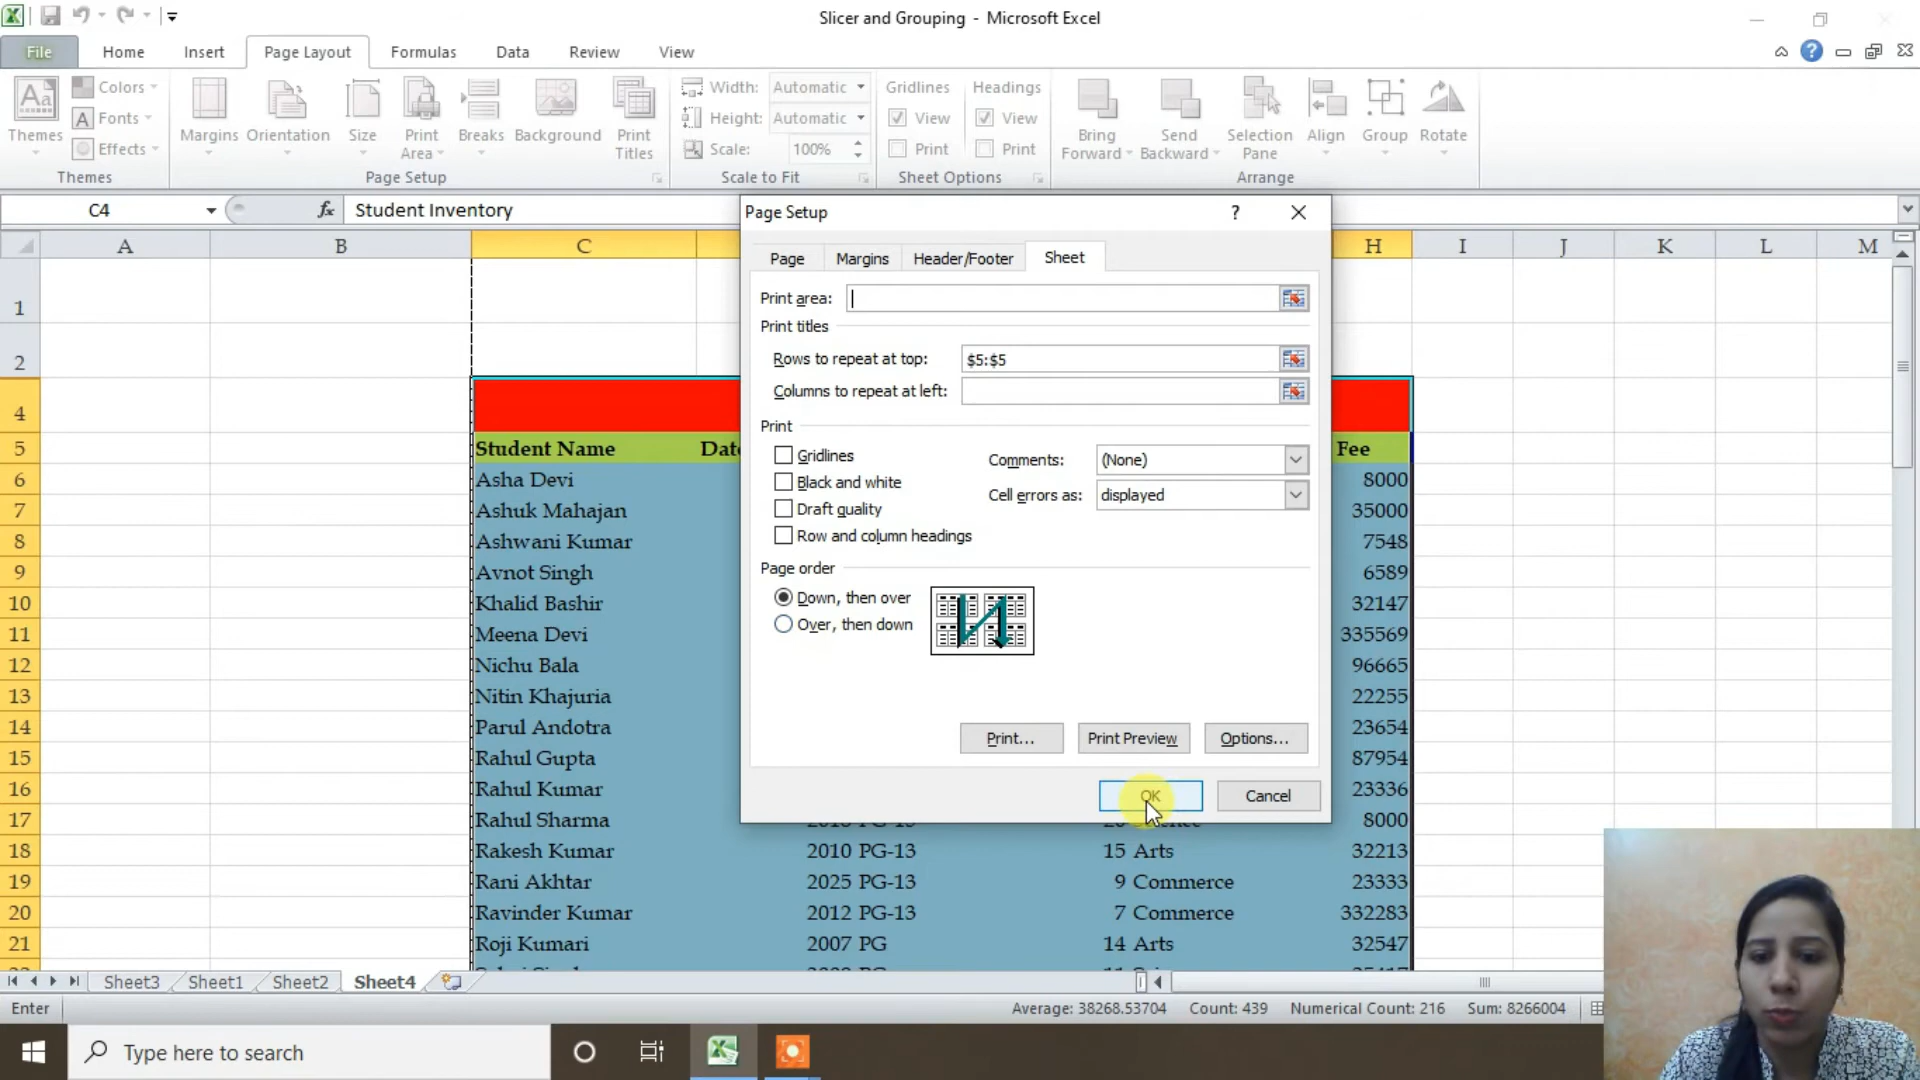 Slicer and Grouping - Microsoft Excel
File Home Insert Page Layout Formulas Data Review View
Themes Colors Fonts Effects Margins Orientation Size Print Area Breaks Background Print Titles
Width: Automatic
Height: Automatic
Scale: 100%
Gridlines View Print
Headings View Print
Bring Forward Send Backward Selection Pane Align Group Rotate
Themes Page Setup Scale to Fit Sheet Options Arrange
C4 fx Student Inventory
A B C H I J K L M
1
2
4
5 Student Name Fee
6 Asha Devi 8000
7 Ashuk Mahajan 35000
8 Ashwani Kumar 7548
9 Avnot Singh 6589
10 Khalid Bashir 32147
11 Meena Devi 335569
12 Nichu Bala 96665
13 Nitin Khajuria 22255
14 Parul Andotra 23654
15 Rahul Gupta 87954
16 Rahul Kumar 23336
17 Rahul Sharma 8000
18 Rakesh Kumar 2010 PG-13 15 Arts 32213
19 Rani Akhtar 2025 PG-13 9 Commerce 23333
20 Ravinder Kumar 2012 PG-13 7 Commerce 332283
21 Roji Kumari 2007 PG 14 Arts 32547
Page Setup ?
Page Margins Header/Footer Sheet
Print area:
Print titles
Rows to repeat at top: $5:$5
Columns to repeat at left:
Print
Gridlines
Black and white
Draft quality
Row and column headings
Comments: (None)
Cell errors as: displayed
Page order
Down, then over
Over, then down
Print... Print Preview Options...
OK Cancel
Sheet3 Sheet1 Sheet2 Sheet4
Enter Average: 38268.53704 Count: 439 Numerical Count: 216 Sum: 8266004
Type here to search